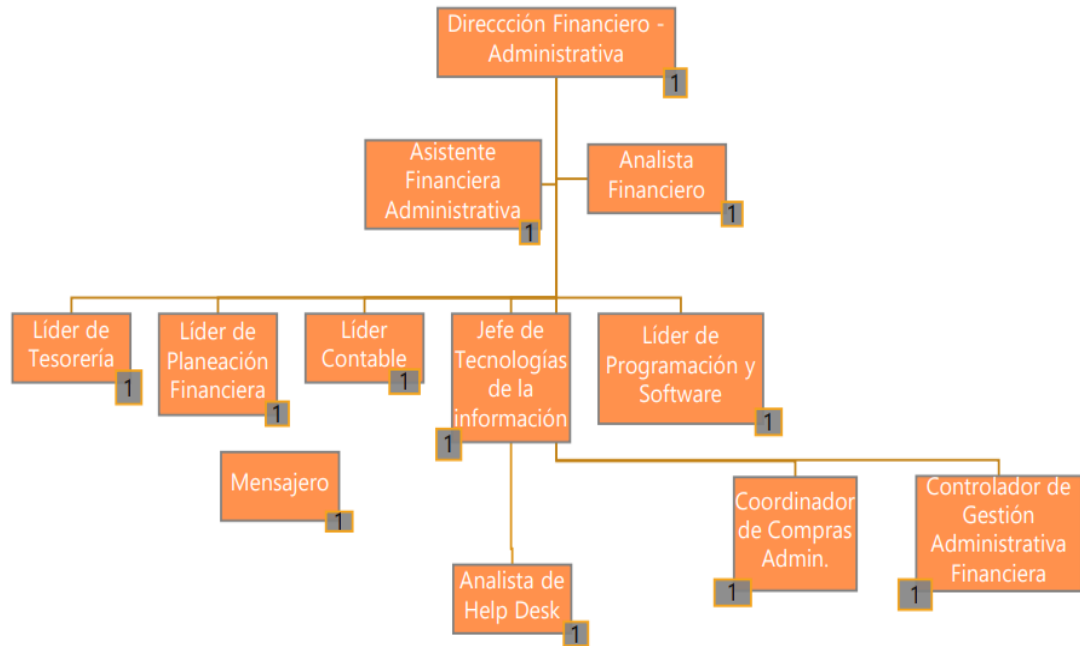 Direccción Financiero -
Administrativa
1
Asistente
Financiera
Administrativa
1
Analista
Financiero
1
Líder de
Tesorería
1
Líder de
Planeación
Financiera
1
Líder
Contable
1
Jefe de
Tecnologías
de la
información
1
Líder de
Programación y
Software
1
Mensajero
1
Coordinador
de Compras
Admin.
1
Controlador de
Gestión
Administrativa
Financiera
1
Analista de
Help Desk
1